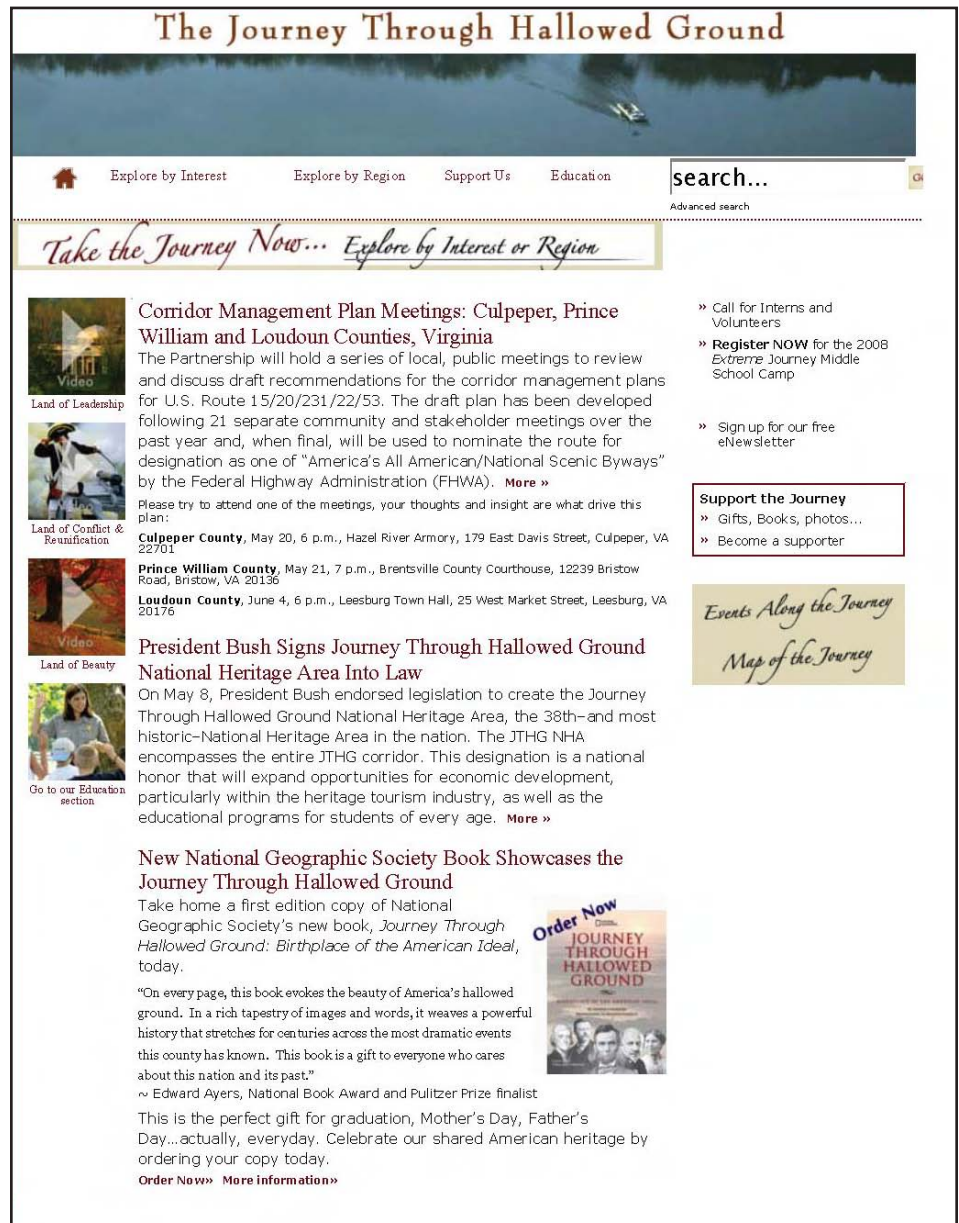 The Journey Through Hallowed Ground
Explore by Interest
Explore by Region
Support Us
Education
search...
Advanced search
Take the Journey Now... Explore by Interest or Region
Video
Land of Leadership
Land of Conflict &
Reunification
Video
Land of Beauty
Go to our Education
section
Corridor Management Plan Meetings: Culpeper, Prince
William and Loudoun Counties, Virginia
The Partnership will hold a series of local, public meetings to review
and discuss draft recommendations for the corridor management plans
for U.S. Route 15/20/231/22/53. The draft plan has been developed
following 21 separate community and stakeholder meetings over the
past year and, when final, will be used to nominate the route for
designation as one of “America’s All American/National Scenic Byways”
by the Federal Highway Administration (FHWA). More »
Please try to attend one of the meetings, your thoughts and insight are what drive this
plan:
Culpeper County, May 20, 6 p.m., Hazel River Armory, 179 East Davis Street, Culpeper, VA
22701
Prince William County, May 21, 7 p.m., Brentsville County Courthouse, 12239 Bristow
Road, Bristow, VA 20136
Loudoun County, June 4, 6 p.m., Leesburg Town Hall, 25 West Market Street, Leesburg, VA
20176
President Bush Signs Journey Through Hallowed Ground
National Heritage Area Into Law
On May 8, President Bush endorsed legislation to create the Journey
Through Hallowed Ground National Heritage Area, the 38th–and most
historic–National Heritage Area in the nation. The JTHG NHA
encompasses the entire JTHG corridor. This designation is a national
honor that will expand opportunities for economic development,
particularly within the heritage tourism industry, as well as the
educational programs for students of every age. More »
New National Geographic Society Book Showcases the
Journey Through Hallowed Ground
Take home a first edition copy of National
Geographic Society’s new book, Journey Through
Hallowed Ground: Birthplace of the American Ideal,
today.
“On every page, this book evokes the beauty of America’s hallowed
ground. In a rich tapestry of images and words, it weaves a powerful
history that stretches for centuries across the most dramatic events
this county has known. This book is a gift to everyone who cares
about this nation and its past.”
~ Edward Ayers, National Book Award and Pulitzer Prize finalist
This is the perfect gift for graduation, Mother’s Day, Father’s
Day...actually, everyday. Celebrate our shared American heritage by
ordering your copy today.
Order Now» More information»
Order Now
JOURNEY
THROUGH
HALLOWED
GROUND
» Call for Interns and
Volunteers
» Register NOW for the 2008
Extreme Journey Middle
School Camp
» Sign up for our free
eNewsletter
Support the Journey
» Gifts, Books, photos...
» Become a supporter
Events Along the Journey
Map of the Journey